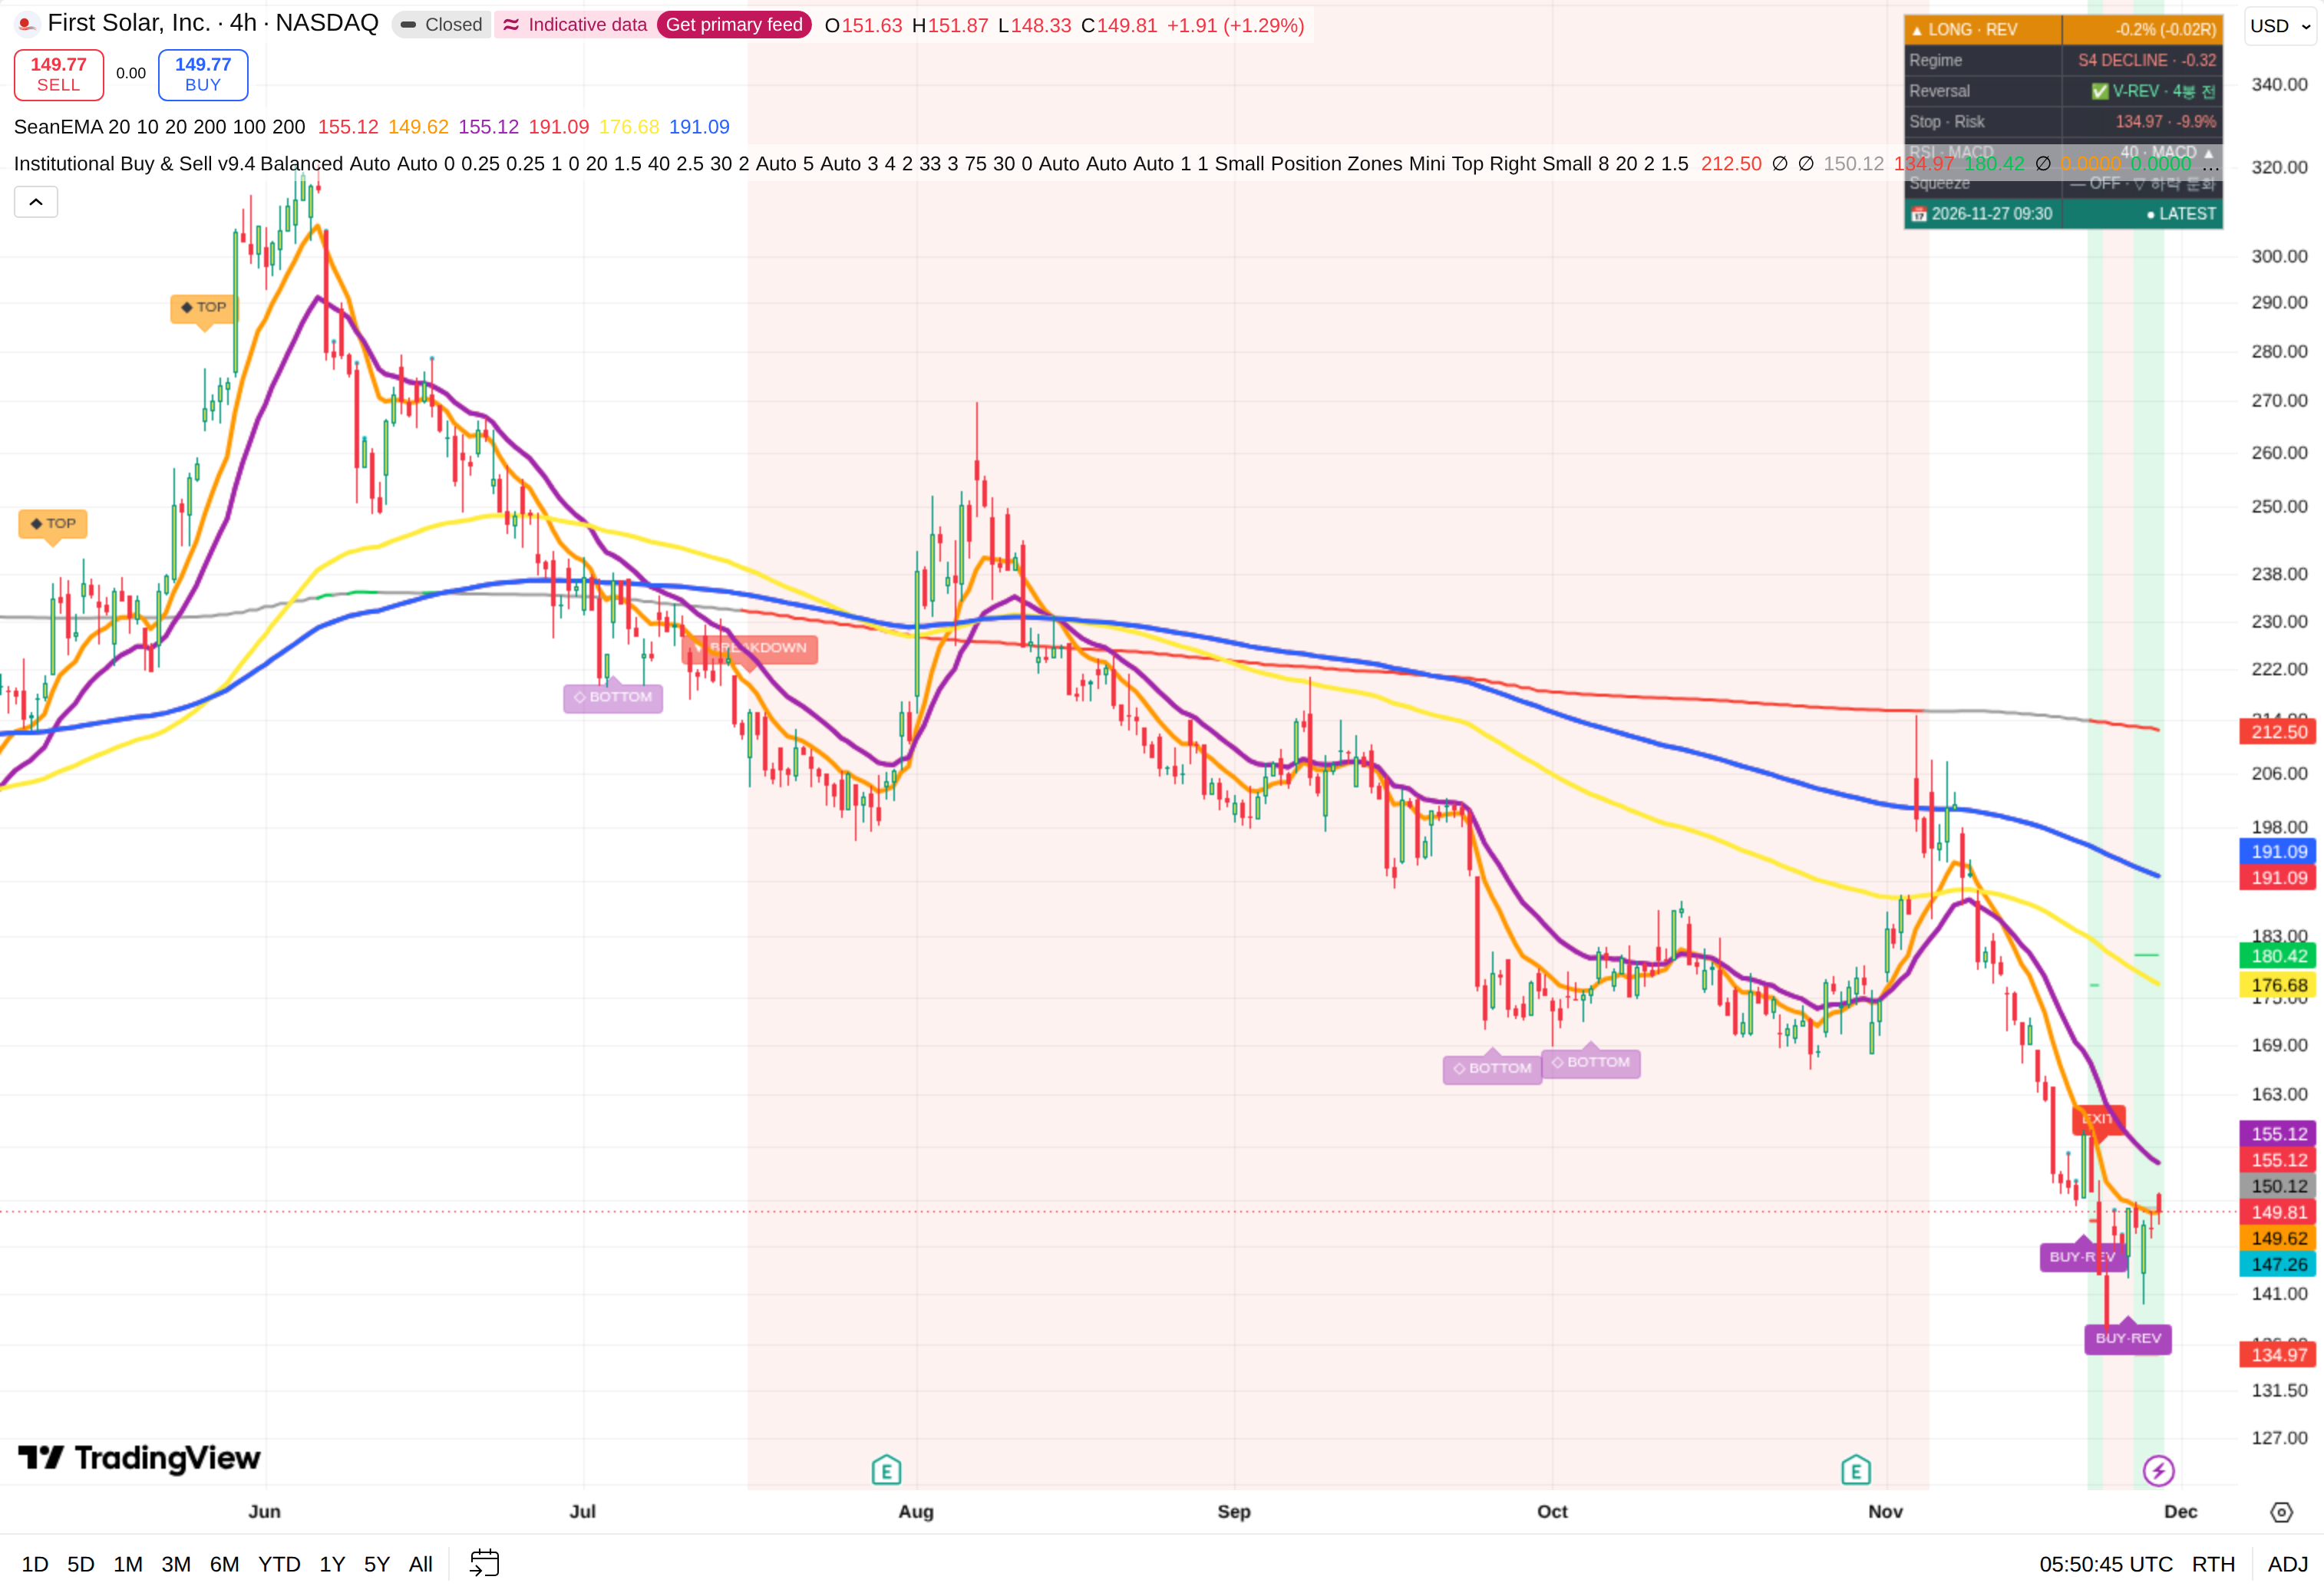 First Solar, Inc. · 4h · NASDAQ Closed Indicative data Get primary feed O151.63 H151.87 L148.33 C149.81 +1.91 (+1.29%)
149.77 SELL
0.00
149.77 BUY
SeanEMA 20 10 20 200 100 200 155.12 149.62 155.12 191.09 176.68 191.09
Institutional Buy & Sell v9.4 Balanced Auto Auto 0 0.25 0.25 1 0 20 1.5 40 2.5 30 2 Auto 5 Auto 3 4 2 33 3 75 30 0 Auto Auto Auto 1 1 Small Position Zones Mini Top Right Small 8 20 2 1.5 212.50 ∅ ∅ 150.12 134.97 180.42 ∅ 0.0000 0.0000 ...
▲ LONG · REV -0.2% (-0.02R)
Regime S4 DECLINE · -0.32
Reversal ✅ V-REV · 4봉 전
Stop · Risk 134.97 · -9.9%
RSI · MACD 40 · MACD ▲
Squeeze — OFF · ▽ 하락 둔화
📅 2026-11-27 09:30 ● LATEST
USD
340.00
320.00
300.00
290.00
280.00
270.00
260.00
250.00
238.00
230.00
222.00
212.50
206.00
198.00
191.09
191.09
183.00
180.42
176.68
169.00
163.00
155.12
155.12
150.12
149.81
149.62
147.26
141.00
134.97
131.50
127.00
◆ TOP
◆ TOP
BREAKDOWN
◇ BOTTOM
◇ BOTTOM
◇ BOTTOM
EXIT
BUY-REV
BUY-REV
TradingView
E
E
Jun Jul Aug Sep Oct Nov Dec
1D 5D 1M 3M 6M YTD 1Y 5Y All
05:50:45 UTC RTH ADJ